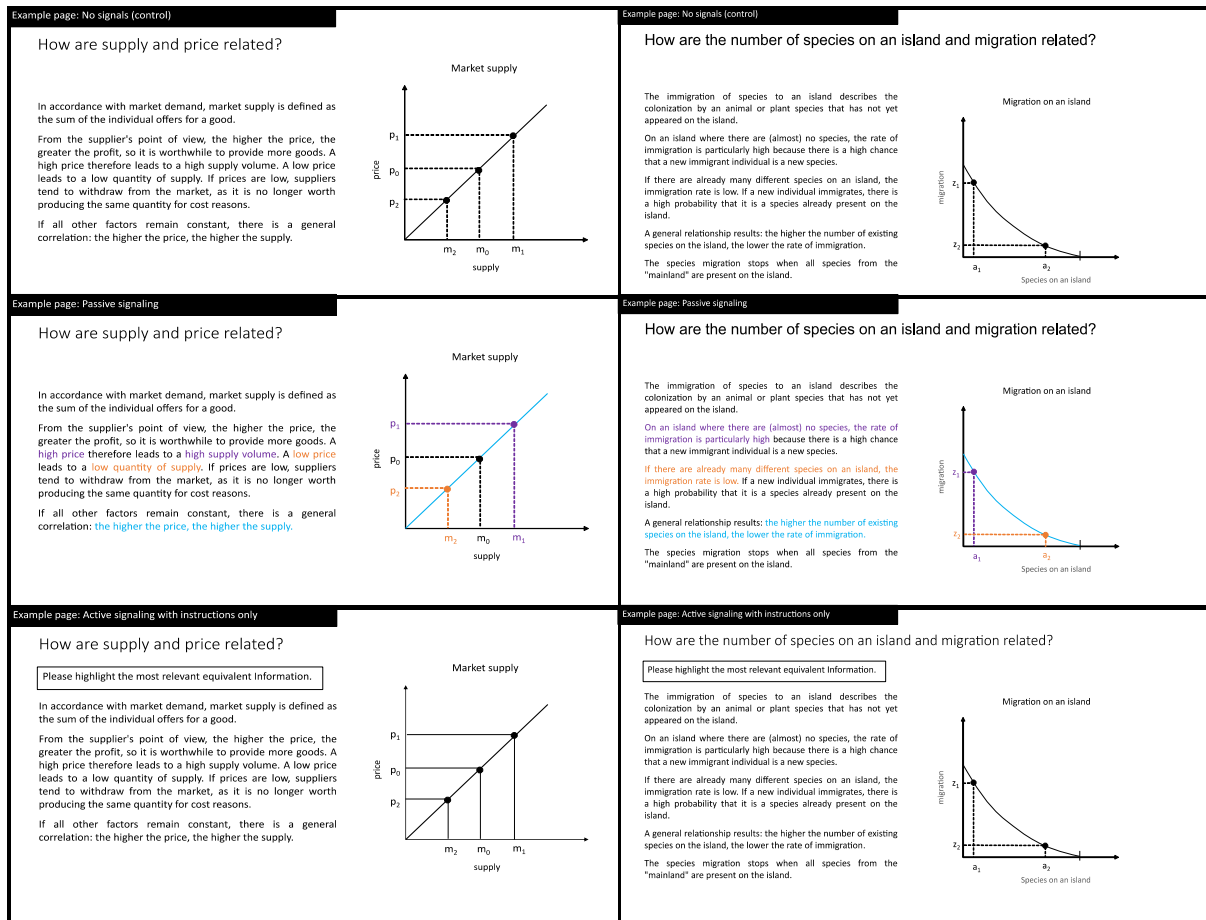 Example page: No signals (control)
How are supply and price related?
In accordance with market demand, market supply is defined as
the sum of the individual offers for a good.
From the supplier's point of view, the higher the price, the
greater the profit, so it is worthwhile to provide more goods. A
high price therefore leads to a high supply volume. A low price
leads to a low quantity of supply. If prices are low, suppliers
tend to withdraw from the market, as it is no longer worth
producing the same quantity for cost reasons.
If all other factors remain constant, there is a general
correlation: the higher the price, the higher the supply.
Market supply
price
p1
p0
p2
m2 m0 m1
supply
Example page: No signals (control)
How are the number of species on an island and migration related?
The immigration of species to an island describes the
colonization by an animal or plant species that has not yet
appeared on the island.
On an island where there are (almost) no species, the rate of
immigration is particularly high because there is a high chance
that a new immigrant individual is a new species.
If there are already many different species on an island,
the immigration rate is low. If a new individual immigrates, there is
a high probability that it is a species already present on the
island.
A general relationship results: the higher the number of existing
species on the island, the lower the rate of immigration.
The species migration stops when all species from the
"mainland" are present on the island.
Migration on an island
migration
z1
z2
a1 a2
Species on an island
Example page: Passive signaling
How are supply and price related?
In accordance with market demand, market supply is defined as
the sum of the individual offers for a good.
From the supplier's point of view, the higher the price, the
greater the profit, so it is worthwhile to provide more goods. A
high price therefore leads to a high supply volume. A low price
leads to a low quantity of supply. If prices are low, suppliers
tend to withdraw from the market, as it is no longer worth
producing the same quantity for cost reasons.
If all other factors remain constant, there is a general
correlation: the higher the price, the higher the supply.
Market supply
price
p1
p0
p2
m2 m0 m1
supply
Example page: Passive signaling
How are the number of species on an island and migration related?
The immigration of species to an island describes the
colonization by an animal or plant species that has not yet
appeared on the island.
On an island where there are (almost) no species, the rate of
immigration is particularly high because there is a high chance
that a new immigrant individual is a new species.
If there are already many different species on an island, the
immigration rate is low. If a new individual immigrates, there is
a high probability that it is a species already present on the
island.
A general relationship results: the higher the number of existing
species on the island, the lower the rate of immigration.
The species migration stops when all species from the
"mainland" are present on the island.
Migration on an island
migration
z1
z2
a1 a2
Species on an island
Example page: Active signaling with instructions only
How are supply and price related?
Please highlight the most relevant equivalent Information.
In accordance with market demand, market supply is defined as
the sum of the individual offers for a good.
From the supplier's point of view, the higher the price, the
greater the profit, so it is worthwhile to provide more goods. A
high price therefore leads to a high supply volume. A low price
leads to a low quantity of supply. If prices are low, suppliers
tend to withdraw from the market, as it is no longer worth
producing the same quantity for cost reasons.
If all other factors remain constant, there is a general
correlation: the higher the price, the higher the supply.
Market supply
price
p1
p0
p2
m2 m0 m1
supply
Example page: Active signaling with instructions only
How are the number of species on an island and migration related?
Please highlight the most relevant equivalent Information.
The immigration of species to an island describes the
colonization by an animal or plant species that has not yet
appeared on the island.
On an island where there are (almost) no species, the rate of
immigration is particularly high because there is a high chance
that a new immigrant individual is a new species.
If there are already many different species on an island, the
immigration rate is low. If a new individual immigrates, there is
a high probability that it is a species already present on the
island.
A general relationship results: the higher the number of existing
species on the island, the lower the rate of immigration.
The species migration stops when all species from the
"mainland" are present on the island.
Migration on an island
migration
z1
z2
a1 a2
Species on an island